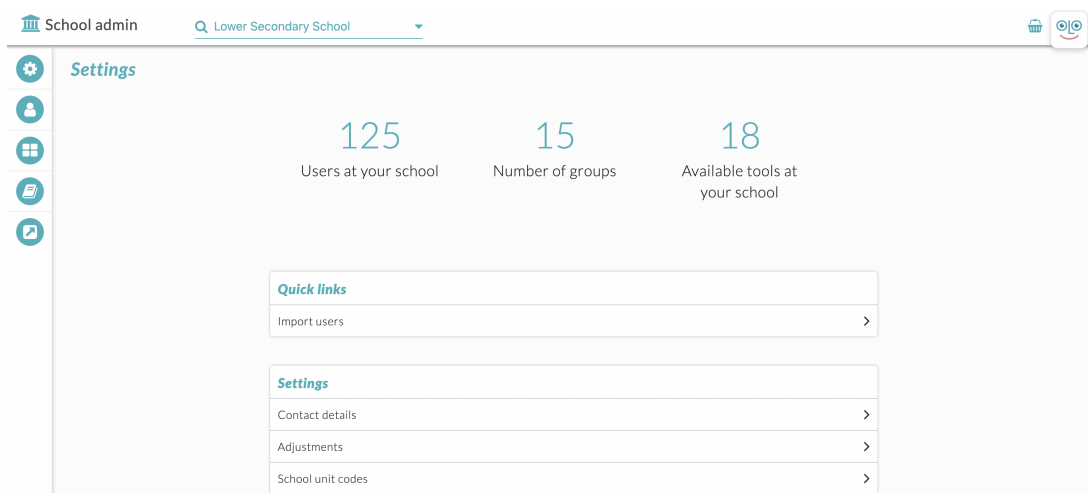 School admin
Lower Secondary School
Settings
125
Users at your school
15
Number of groups
18
Available tools at
your school
Quick links
Import users
Settings
Contact details
Adjustments
School unit codes